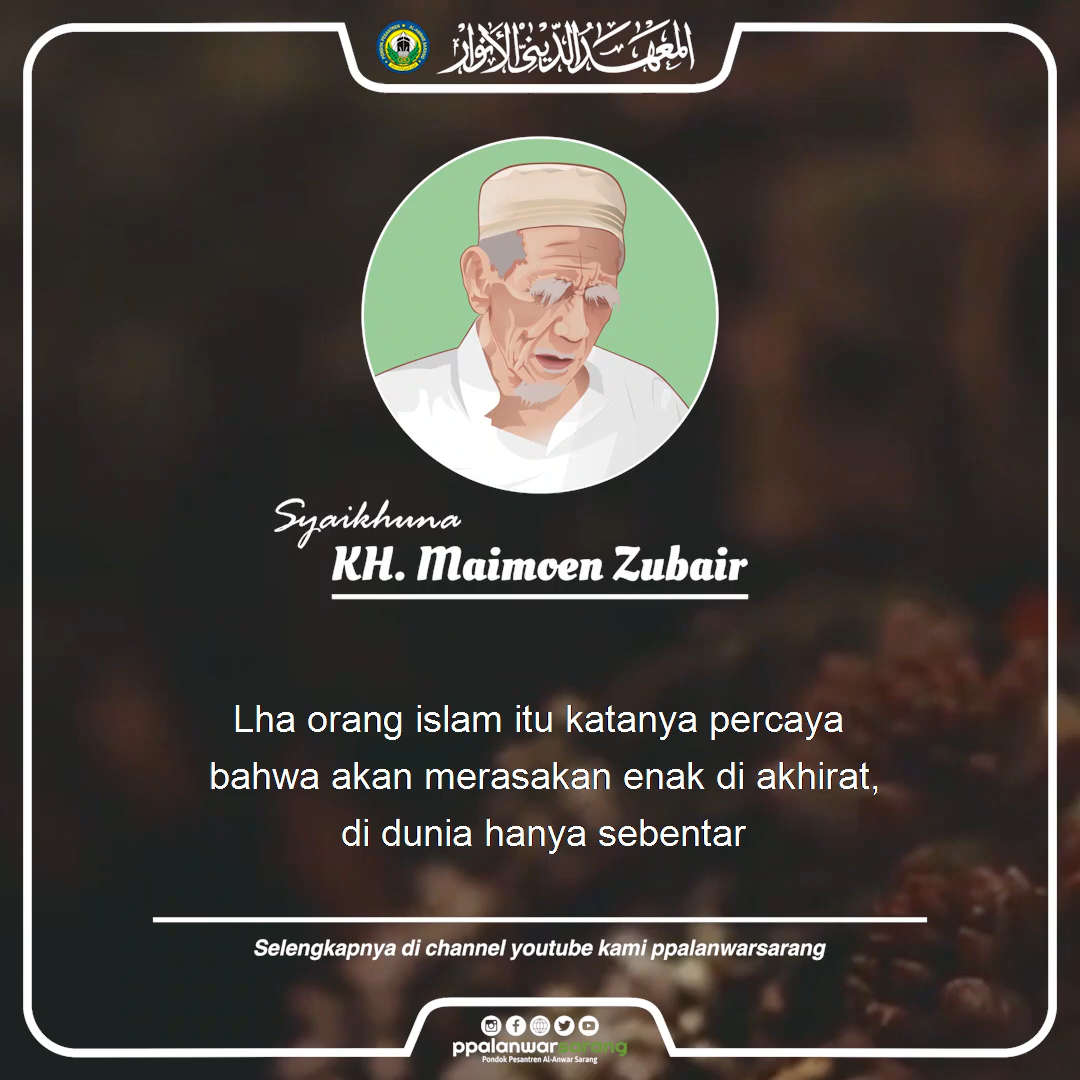 المعهد الديني الأنوار
Syaikhuna
KH. Maimoen Zubair
Lha orang islam itu katanya percaya
bahwa akan merasakan enak di akhirat,
di dunia hanya sebentar
Selengkapnya di channel youtube kami ppalanwarsarang
ppalanwarsarang
Pondok Pesantren Al-Anwar Sarang